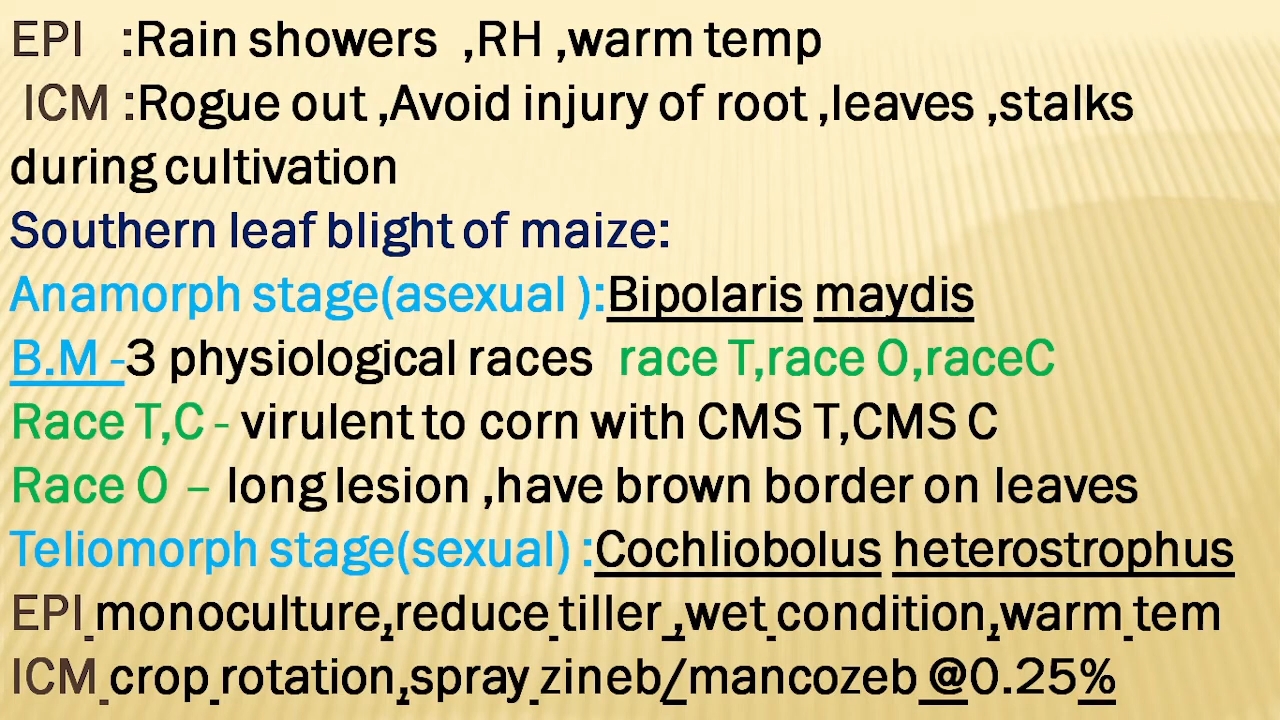 EPI :Rain showers ,RH ,warm temp
ICM :Rogue out ,Avoid injury of root ,leaves ,stalks
during cultivation
Southern leaf blight of maize:
Anamorph stage(asexual ):Bipolaris maydis
B.M -3 physiological races race T,race O,raceC
Race T,C - virulent to corn with CMS T,CMS C
Race O – long lesion ,have brown border on leaves
Teliomorph stage(sexual) :Cochliobolus heterostrophus
EPI monoculture,reduce tiller ,wet condition,warm tem
ICM crop rotation,spray zineb/mancozeb @0.25%